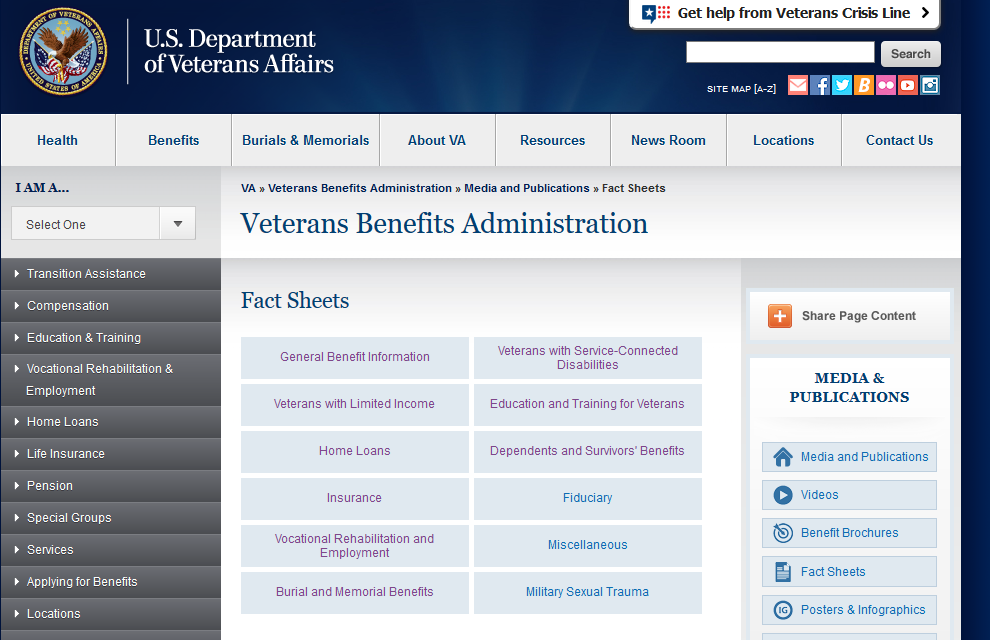 Get help from Veterans Crisis Line
U.S. Department
of Veterans Affairs
Search
SITE MAP [A-Z]
Health
Benefits
Burials & Memorials
About VA
Resources
News Room
Locations
Contact Us
I AM A...
Select One
VA » Veterans Benefits Administration » Media and Publications » Fact Sheets
Veterans Benefits Administration
Transition Assistance
Compensation
Education & Training
Vocational Rehabilitation &
Employment
Home Loans
Life Insurance
Pension
Special Groups
Services
Applying for Benefits
Locations
Fact Sheets
General Benefit Information
Veterans with Service-Connected
Disabilities
Veterans with Limited Income
Education and Training for Veterans
Home Loans
Dependents and Survivors' Benefits
Insurance
Fiduciary
Vocational Rehabilitation and
Employment
Miscellaneous
Burial and Memorial Benefits
Military Sexual Trauma
Share Page Content
MEDIA &
PUBLICATIONS
Media and Publications
Videos
Benefit Brochures
Fact Sheets
IG
Posters & Infographics